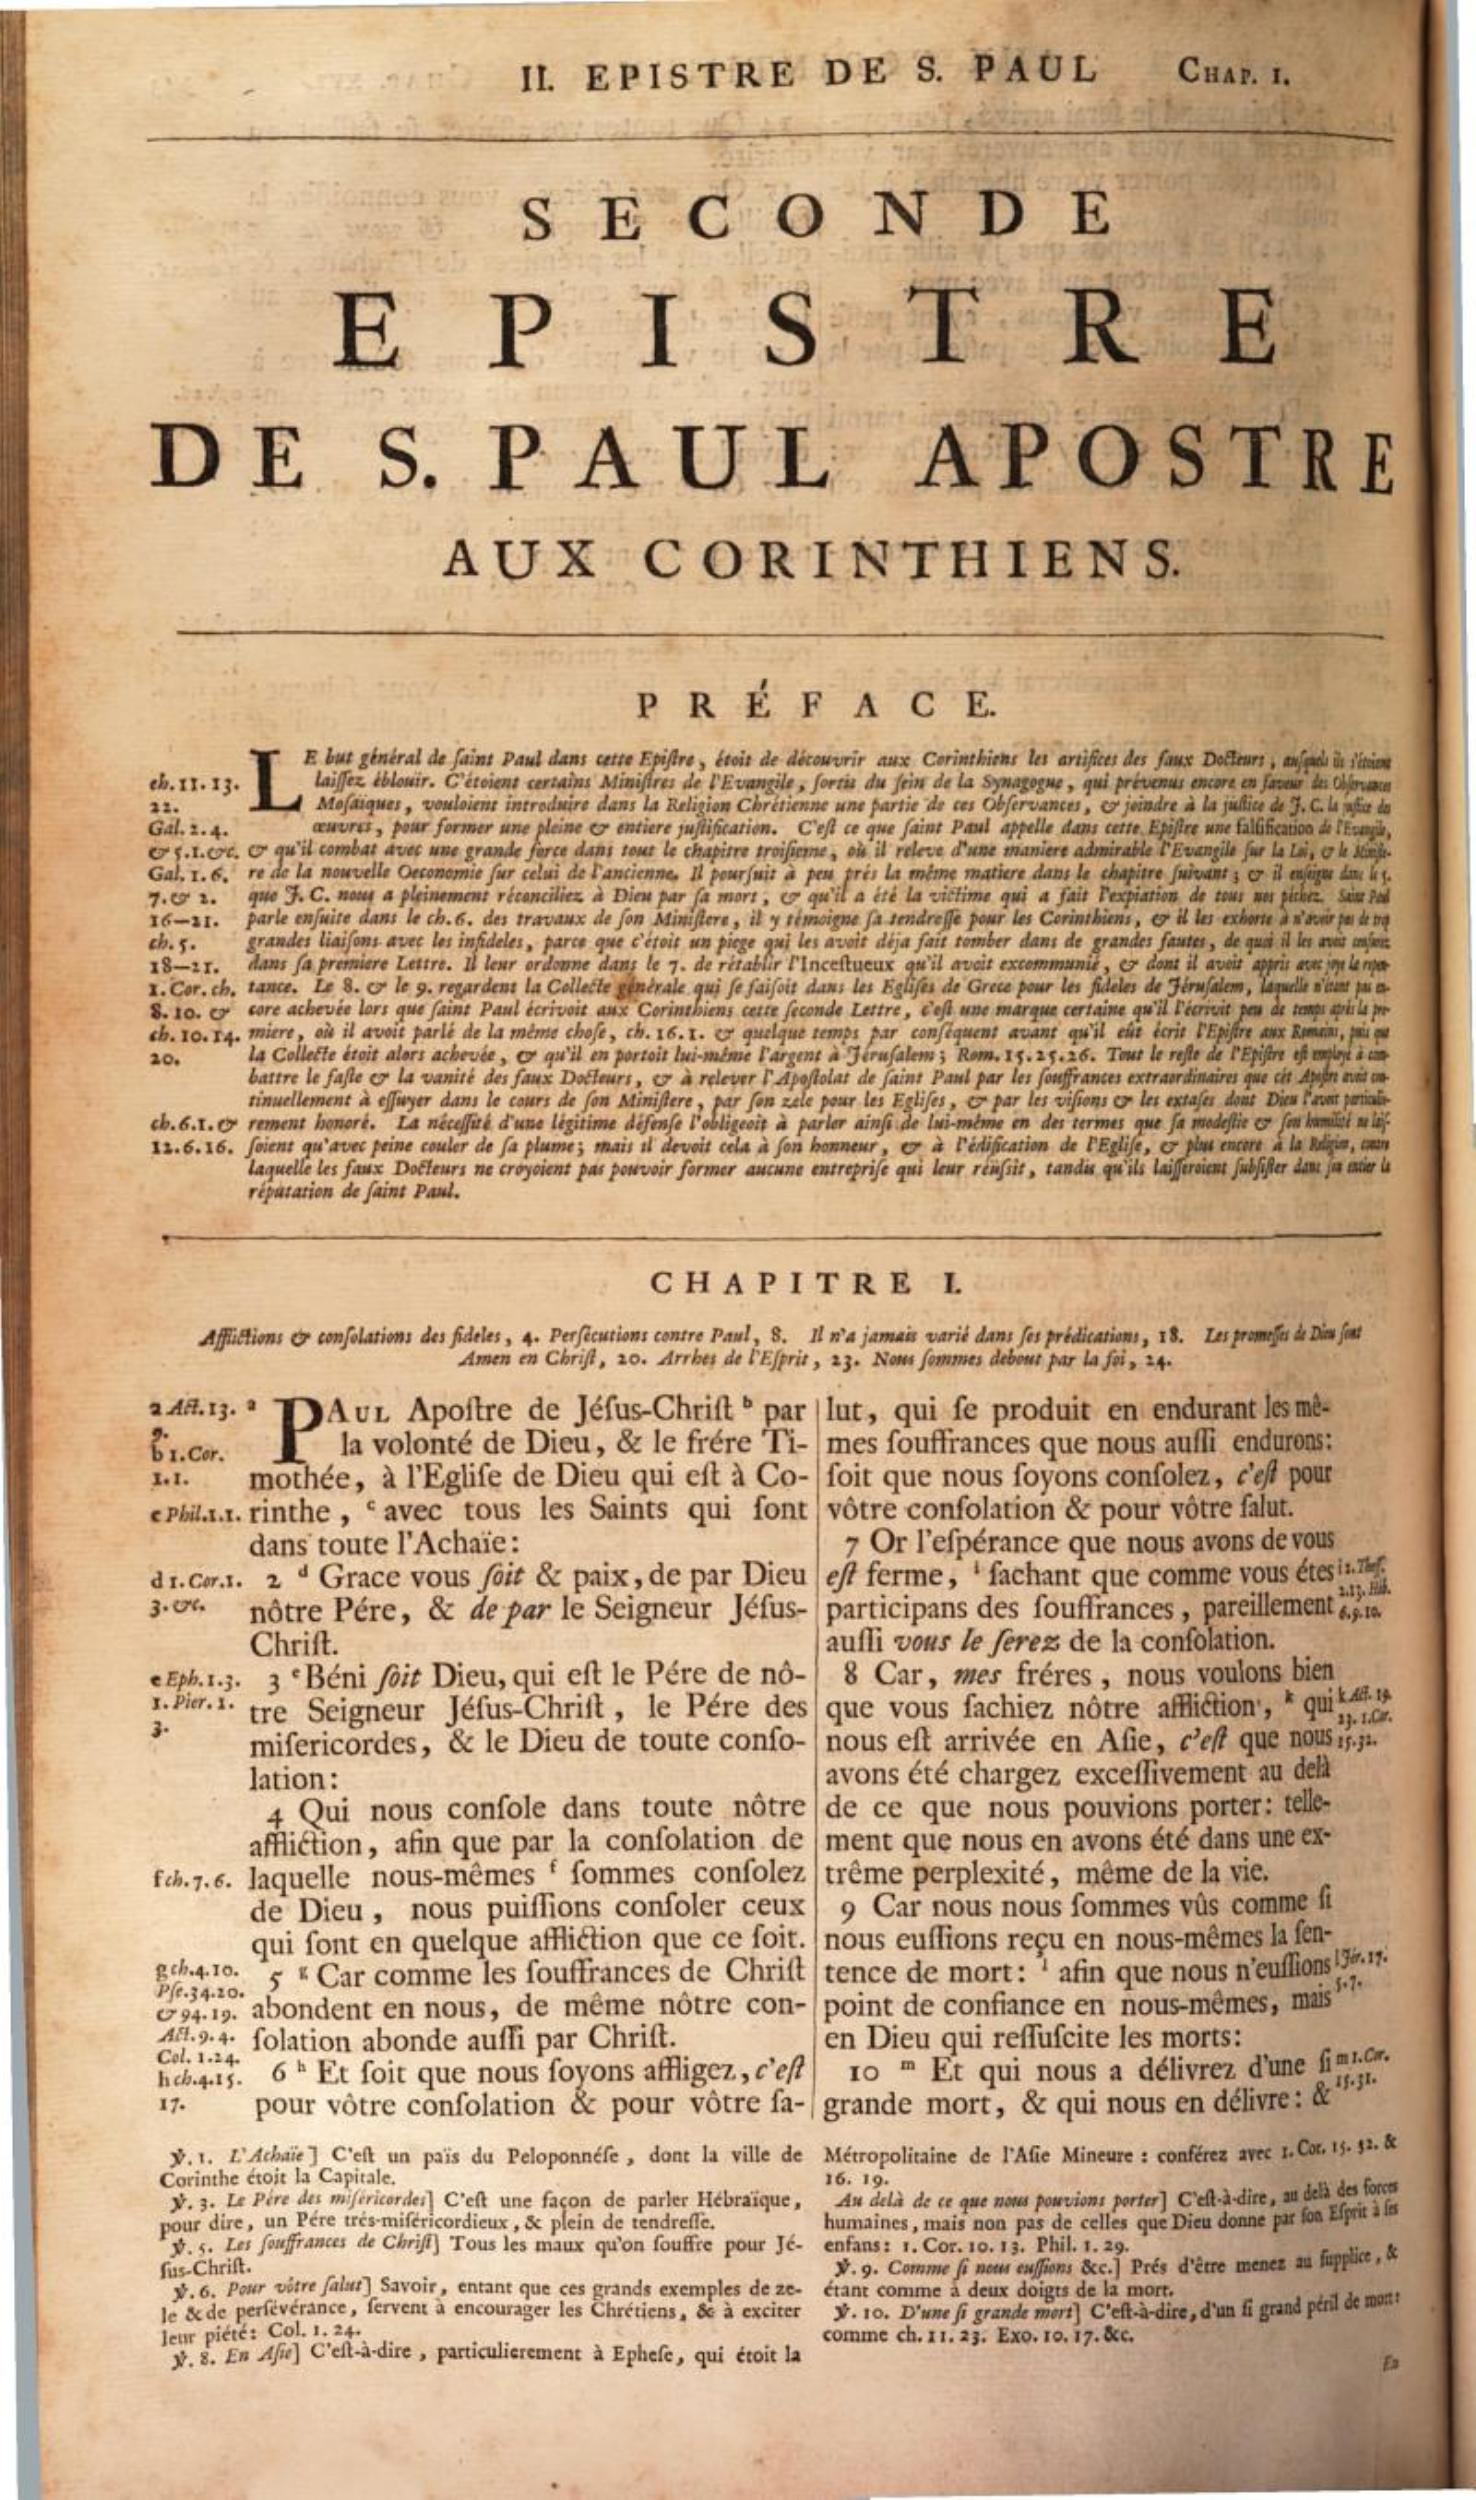 II. EPISTRE DE S. PAUL CHAP. I.
SECONDE
EPISTRE
DE S. PAUL APOSTRE
AUX CORINTHIENS.
PRÉFACE.
LE but général de ſaint Paul dans cette Epiſtre, étoit de découvrir aux Corinthiens les artifices des faux Docteurs, auſquels ils s'étoient
laiſſez éblouir. C'étoient certains Miniſtres de l'Evangile, ſortis du ſein de la Synagogue, qui prévenus encore en faveur des Obſervances
Moſaïques, vouloient introduire dans la Religion Chrétienne une partie de ces Obſervances, & joindre à la juſtice de J. C. la juſtice des
œuvres, pour former une pleine & entiere juſtification. C'eſt ce que ſaint Paul appelle dans cette Epiſtre une falſification de l'Evangile,
& qu'il combat avec une grande force dans tout le chapitre troiſieme, où il releve d'une maniere admirable l'Evangile ſur la Loi, & le Miniſte-
re de la nouvelle Oeconomie ſur celui de l'ancienne. Il pourſuit à peu prés la même matiere dans le chapitre ſuivant; & il enſeigne dans le 5.
que J. C. nous a pleinement réconciliez à Dieu par ſa mort, & qu'il a été la victime qui a fait l'expiation de tous nos péchez. Saint Paul
parle enſuite dans le ch. 6. des travaux de ſon Miniſtere, il y témoigne ſa tendreſſe pour les Corinthiens, & il les exhorte à n'avoir pas de trop
grandes liaiſons avec les infideles, parce que c'étoit un piege qui les avoit déja fait tomber dans de grandes fautes, de quoi il les avoit
dans ſa premiere Lettre. Il leur ordonne dans le 7. de rétablir l'Inceſtueux qu'il avoit excommunié, & dont il avoit appris avec joye la repen-
tance. Le 8. & le 9. regardent la Collecte générale qui ſe faiſoit dans les Egliſes de Grece pour les fideles de Jéruſalem, laquelle n'étant pas en-
core achevée lors que ſaint Paul écrivoit aux Corinthiens cette ſeconde Lettre, c'eſt une marque certaine qu'il l'écrivit peu de temps aprés la pre-
miere, où il avoit parlé de la même choſe, ch. 16.1. & quelque temps par conſéquent avant qu'il eût écrit l'Epiſtre aux Romains, puis que
la Collecte étoit alors achevée, & qu'il en portoit lui-même l'argent à Jéruſalem; Rom. 15. 25. 26. Tout le reſte de l'Epiſtre eſt employé à com-
battre le faſte & la vanité des faux Docteurs, & à relever l'Apoſtolat de ſaint Paul par les ſouffrances extraordinaires que cét Apoſtre avoit con-
tinuellement à eſſuyer dans le cours de ſon Miniſtere, par ſon zele pour les Egliſes, & par les viſions & les extaſes dont Dieu l'avoit particulie-
rement honoré. La néceſſité d'une légitime défenſe l'obligeoit à parler ainſi de lui-même en des termes que ſa modeſtie & ſon humilité ne laiſ-
ſoient qu'avec peine couler de ſa plume; mais il devoit cela à ſon honneur, & à l'édification de l'Egliſe, & plus encore à la Religion, contre
laquelle les faux Docteurs ne croyoient pas pouvoir former aucune entrepriſe qui leur réüſſit, tandis qu'ils laiſſeroient ſubſiſter dans ſon entier la
réputation de ſaint Paul.
ch. 11. 13.
22.
Gal. 2. 4.
& 5.1. &c.
Gal. 1. 6.
7. & 2.
16—21.
ch. 5.
18—21.
1. Cor. ch.
8. 10. &
ch. 10. 14.
20.
ch. 6.1. &
12. 6. 16.
CHAPITRE I.
Afflictions & conſolations des fideles, 4. Perſécutions contre Paul, 8. Il n'a jamais varié dans ſes prédications, 18. Les promeſſes de Dieu ſont
Amen en Chriſt, 20. Arrhes de l'Eſprit, 23. Nous ſommes debout par la foi, 24.
a Act. 13.
9.
b 1. Cor.
1.1.
c Phil. 1.1.
d 1. Cor. 1.
3. &c.
e Eph. 1.3.
1. Pier. 1.
3.
f ch. 7. 6.
g ch. 4. 10.
Pſe. 34. 20.
& 94. 19.
Act. 9. 4.
Col. 1. 24.
h ch. 4. 15.
17.
a PAUL Apoſtre de Jéſus-Chriſt b par
la volonté de Dieu, & le frére Ti-
mothée, à l'Egliſe de Dieu qui eſt à Co-
rinthe, c avec tous les Saints qui ſont
dans toute l'Achaïe:
2 d Grace vous ſoit & paix, de par Dieu
nôtre Pére, & de par le Seigneur Jéſus-
Chriſt.
3 e Béni ſoit Dieu, qui eſt le Pére de nô-
tre Seigneur Jéſus-Chriſt, le Pére des
miſericordes, & le Dieu de toute conſo-
lation:
4 Qui nous conſole dans toute nôtre
affliction, afin que par la conſolation de
laquelle nous-mêmes f ſommes conſolez
de Dieu, nous puiſſions conſoler ceux
qui ſont en quelque affliction que ce ſoit.
5 g Car comme les ſouffrances de Chriſt
abondent en nous, de même nôtre con-
ſolation abonde auſſi par Chriſt.
6 h Et ſoit que nous ſoyons affligez, c'eſt
pour vôtre conſolation & pour vôtre ſa-
lut, qui ſe produit en endurant les mê-
mes ſouffrances que nous auſſi endurons:
ſoit que nous ſoyons conſolez, c'eſt pour
vôtre conſolation & pour vôtre ſalut.
7 Or l'eſpérance que nous avons de vous
eſt ferme, i ſachant que comme vous étes
participans des ſouffrances, pareillement
auſſi vous le ſerez de la conſolation.
8 Car, mes fréres, nous voulons bien
que vous ſachiez nôtre affliction, k qui
nous eſt arrivée en Aſie, c'eſt que nous
avons été chargez exceſſivement au delà
de ce que nous pouvions porter: telle-
ment que nous en avons été dans une ex-
trême perplexité, même de la vie.
9 Car nous nous ſommes vûs comme ſi
nous euſſions reçu en nous-mêmes la ſen-
tence de mort: l afin que nous n'euſſions
point de confiance en nous-mêmes, mais
en Dieu qui reſſuſcite les morts:
10 m Et qui nous a délivrez d'une ſi
grande mort, & qui nous en délivre: &
i 2. Theſſ.
2.13. Héb.
6. 9. 10.
k Act. 19.
23. 1. Cor.
15. 32.
l Jér. 17.
5. 7.
m 1. Cor.
15. 31.
℣. 1. L'Achaïe] C'eſt un païs du Peloponnéſe, dont la ville de
Corinthe étoit la Capitale.
℣. 3. Le Pére des miſéricordes] C'eſt une façon de parler Hébraïque,
pour dire, un Pére trés-miſéricordieux, & plein de tendreſſe.
℣. 5. Les ſouffrances de Chriſt] Tous les maux qu'on ſouffre pour Jé-
ſus-Chriſt.
℣. 6. Pour vôtre ſalut] Savoir, entant que ces grands exemples de ze-
le & de perſévérance, ſervent à encourager les Chrétiens, & à exciter
leur piété: Col. 1. 24.
℣. 8. En Aſie] C'eſt-à-dire, particulierement à Epheſe, qui étoit la
Métropolitaine de l'Aſie Mineure: conférez avec 1. Cor. 15. 32. &
16. 19.
Au delà de ce que nous pouvions porter] C'eſt-à-dire, au delà des forces
humaines, mais non pas de celles que Dieu donne par ſon Eſprit à ſes
enfans: 1. Cor. 10. 13. Phil. 1. 29.
℣. 9. Comme ſi nous euſſions &c.] Prés d'être menez au ſupplice, &
étant comme à deux doigts de la mort.
℣. 10. D'une ſi grande mort] C'eſt-à-dire, d'un ſi grand péril de mort:
comme ch. 11. 23. Exo. 10. 17. &c.
En